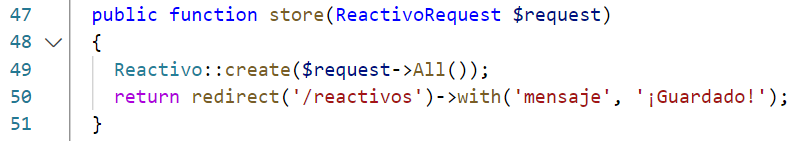 47 public function store(ReactivoRequest $request)
48 {
49 Reactivo::create($request->All());
50 return redirect('/reactivos')->with('mensaje', '¡Guardado!');
51 }